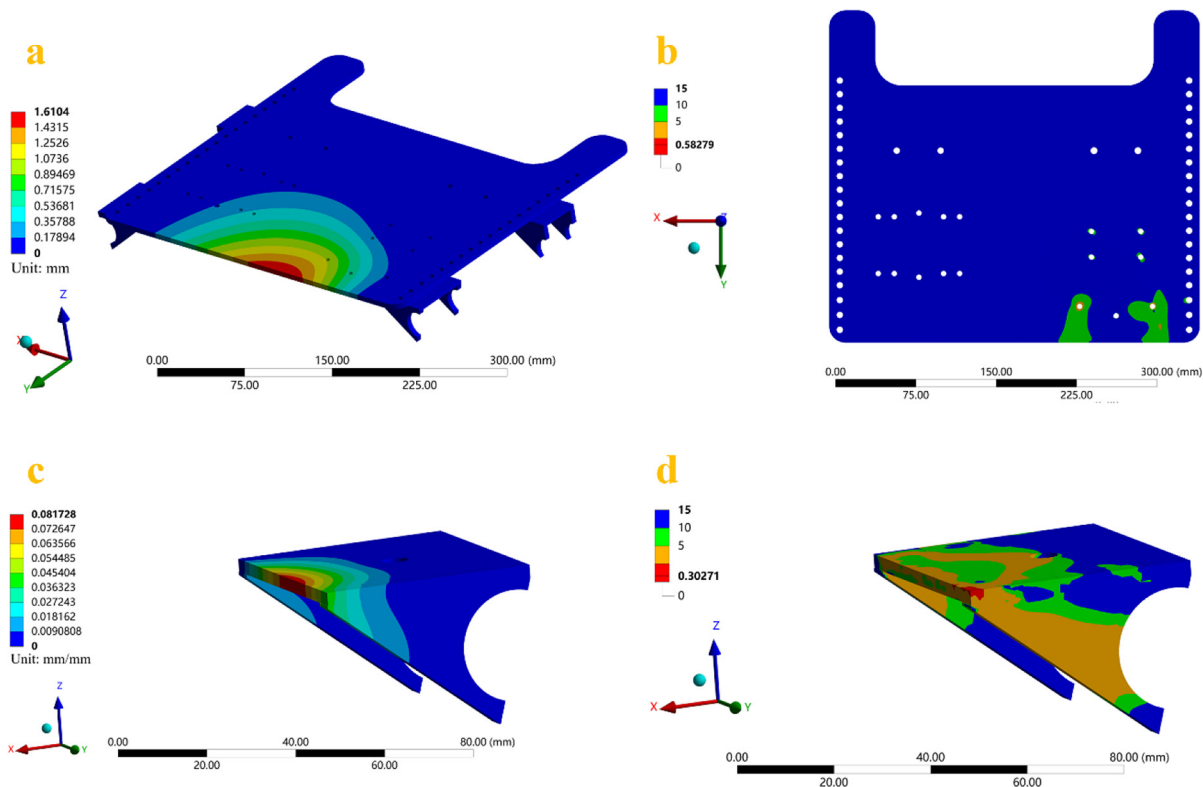 a
1.6104
1.4315
1.2526
1.0736
0.89469
0.71575
0.53681
0.35788
0.17894
0
Unit: mm
Z
X
Y
0.00 150.00 300.00 (mm)
75.00 225.00
b
15
10
5
0.58279
0
X
Z
Y
0.00 150.00 300.00 (mm)
75.00 225.00
c
0.081728
0.072647
0.063566
0.054485
0.045404
0.036323
0.027243
0.018162
0.0090808
0
Unit: mm/mm
Z
X
Y
0.00 40.00 80.00 (mm)
20.00 60.00
d
15
10
5
0.30271
0
Z
X
Y
0.00 40.00 80.00 (mm)
20.00 60.00